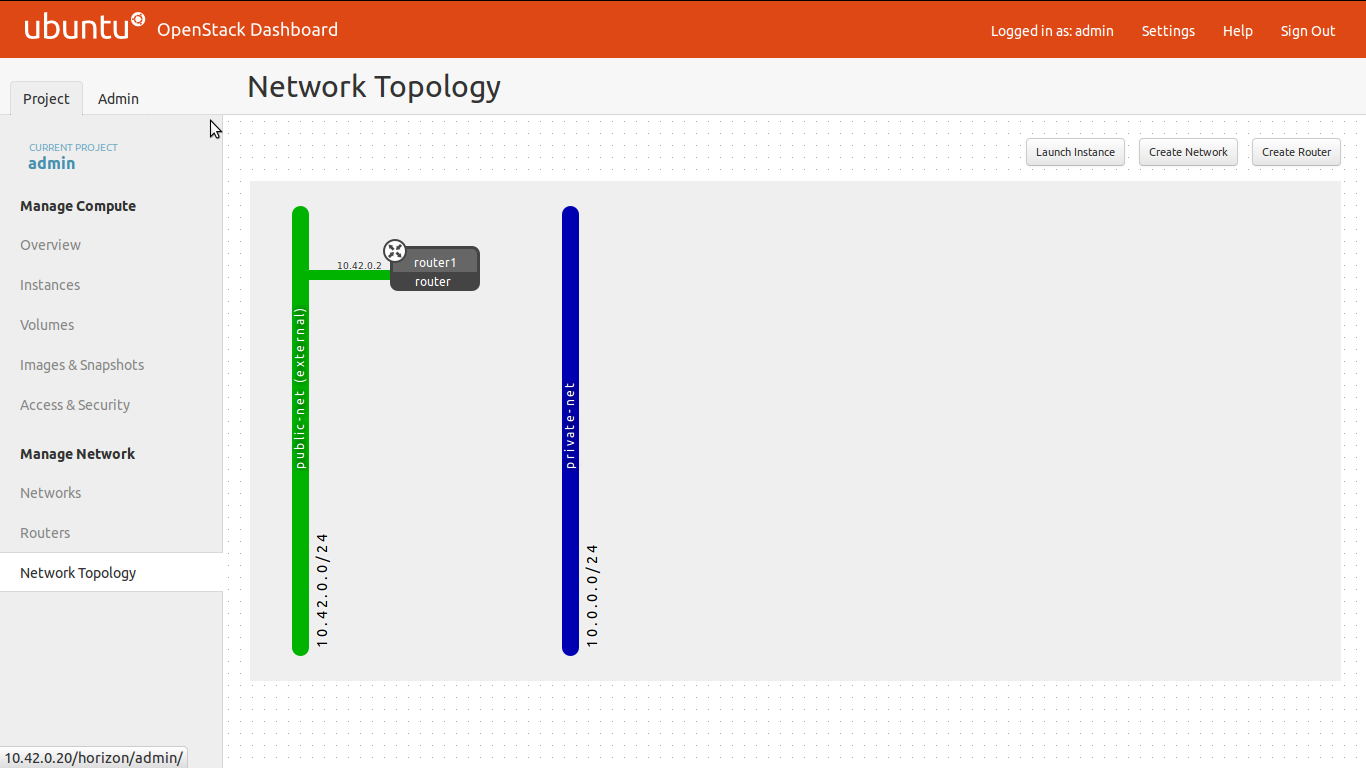 ubuntu OpenStack Dashboard
Logged in as: admin Settings Help Sign Out
Project Admin
Network Topology
CURRENT PROJECT
admin
Manage Compute
Overview
Instances
Volumes
Images & Snapshots
Access & Security
Manage Network
Networks
Routers
Network Topology
Launch Instance Create Network Create Router
public-net (external)
10.42.0.0/24
10.42.0.2
router1
router
private-net
10.0.0.0/24
10.42.0.20/horizon/admin/